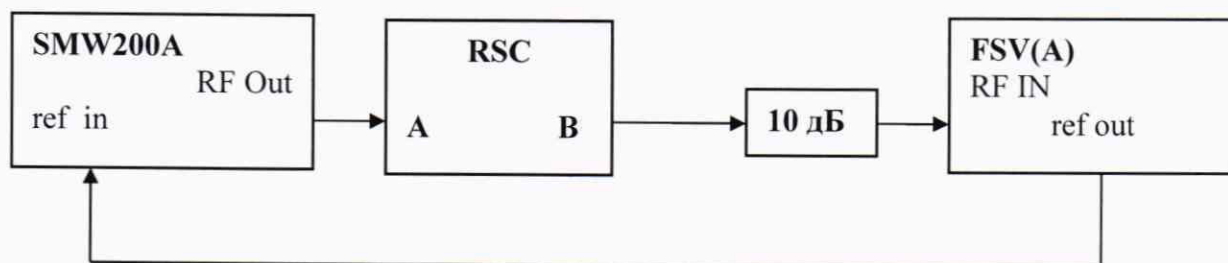 SMW200A
RF Out
ref in
RSC
A B
10 дБ
FSV(A)
RF IN
ref out